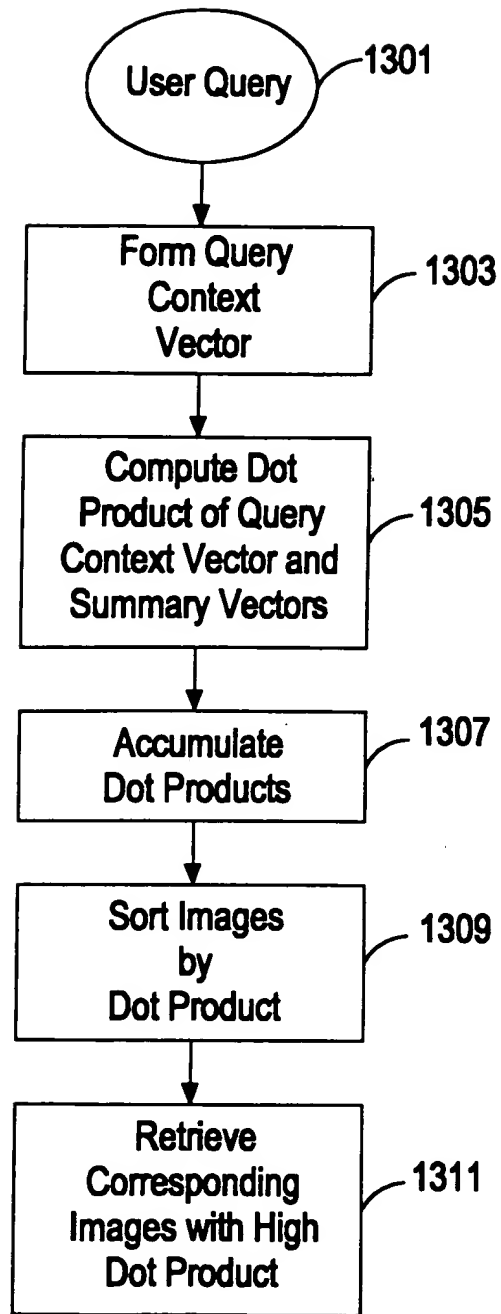 User Query
1301
Form Query
Context
Vector
1303
Compute Dot
Product of Query
Context Vector and
Summary Vectors
1305
Accumulate
Dot Products
1307
Sort Images
by
Dot Product
1309
Retrieve
Corresponding
Images with High
Dot Product
1311